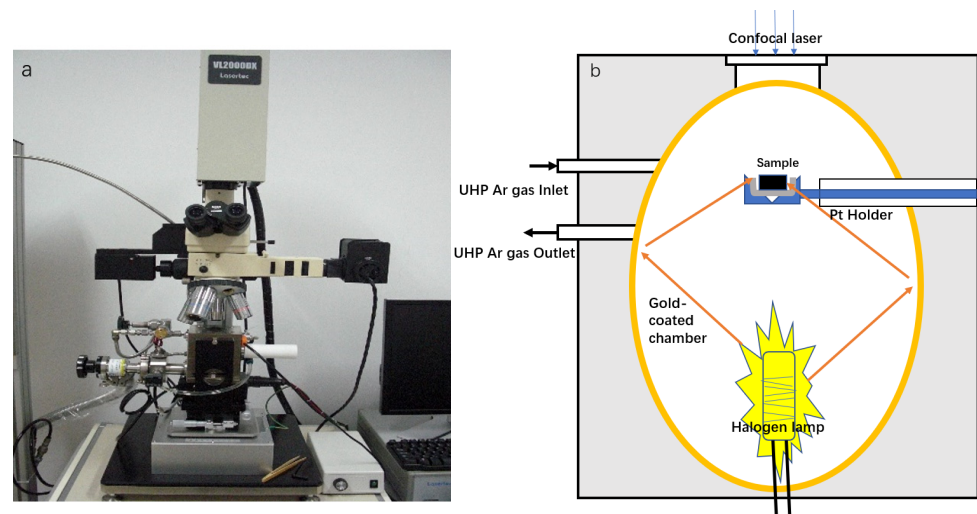 a
VL2000DX
Lasertec
Confocal laser
b
Sample
UHP Ar gas Inlet
Pt Holder
UHP Ar gas Outlet
Gold-
coated
chamber
Halogen lamp